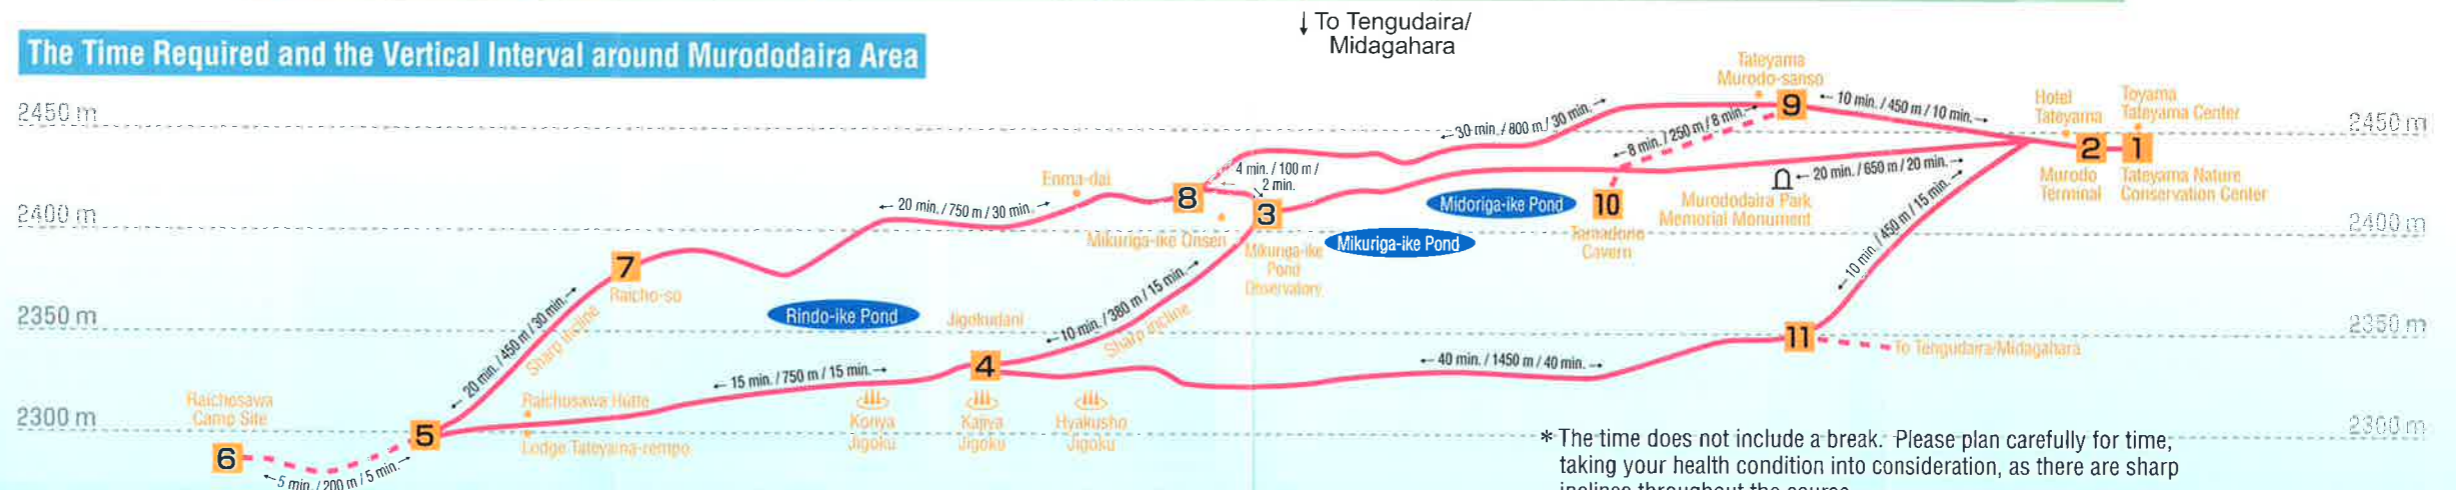 ↓ To Tengudaira/
Midagahara
The Time Required and the Vertical Interval around Murododaira Area
Tateyama
Murodo-sanso
2450 m
9
← 10 min. / 450 m / 10 min. →
Hotel
Tateyama
Toyama
Tateyama Center
2450 m
← 30 min. / 800 m / 30 min. →
← 8 min. / 250 m / 8 min. →
2
1
4 min. / 100 m /
2 min.
← 20 min. / 650 m / 20 min. →
Enma-dai
8
Murodo
Terminal
Tateyama Nature
Conservation Center
← 20 min. / 750 m / 30 min. →
3
Midoriga-ike Pond
10
Murododaira Park
Memorial Monument
2400 m
2400 m
Mikuriga-ike Onsen
Mikuriga-ike Pond
Mikuriga-ike
Pond
Observatory
Tamadono
Cavern
← 10 min. / 450 m / 15 min. →
7
Raicho-so
← 10 min. / 380 m / 15 min. →
Sharp incline
← 20 min. / 450 m / 30 min. →
Sharp incline
2350 m
Rindo-ike Pond
Jigokudani
2350 m
11
To Tengudaira/Midagahara
4
← 40 min. / 1450 m / 40 min. →
← 15 min. / 750 m / 15 min. →
Raichosawa
Camp Site
Raichosawa Hütte
2300 m
5
Lodge Tateyama-rempo
Konya
Jigoku
Kajiya
Jigoku
Hyakusho
Jigoku
2300 m
6
← 5 min. / 200 m / 5 min. →
* The time does not include a break. Please plan carefully for time,
taking your health condition into consideration, as there are sharp
inclines throughout the course.